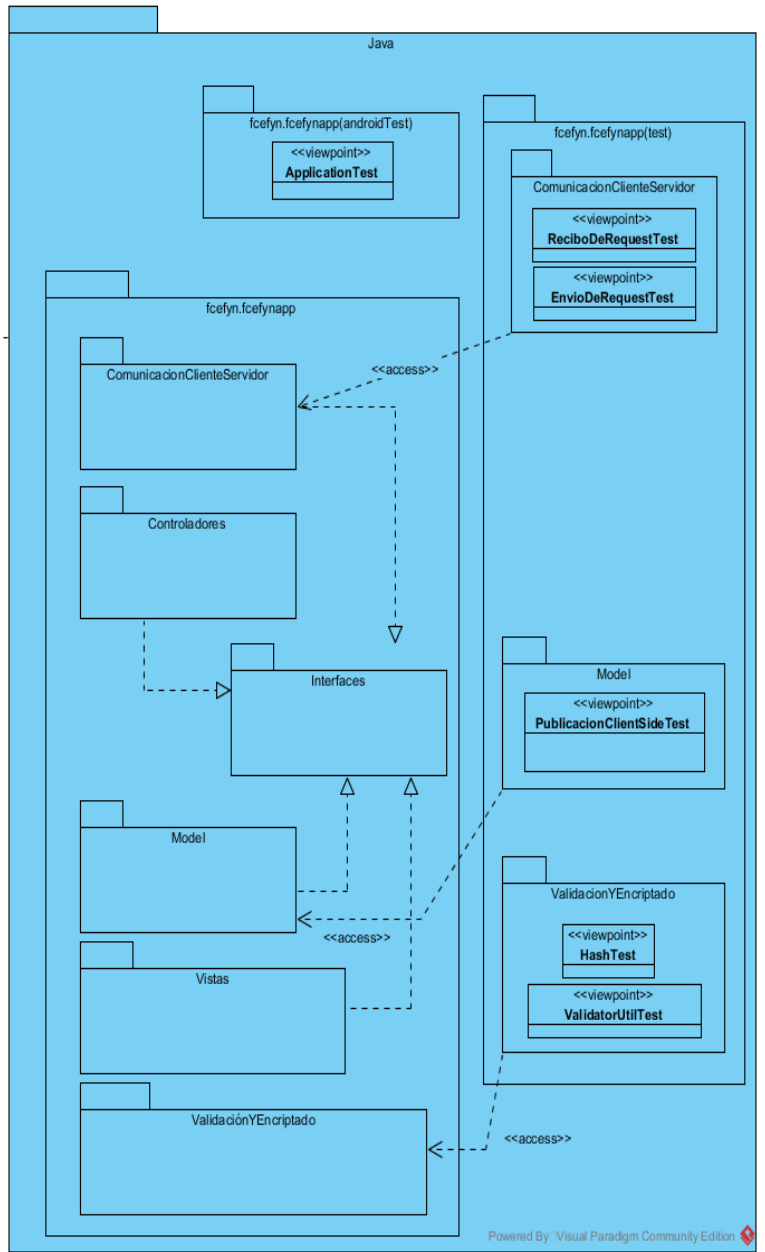 Java
fcefyn.fcefynapp(androidTest)
<<viewpoint>>
ApplicationTest
fcefyn.fcefynapp(test)
ComunicacionClienteServidor
<<viewpoint>>
ReciboDeRequestTest
<<viewpoint>>
EnvioDeRequestTest
fcefyn.fcefynapp
ComunicacionClienteServidor
<<access>>
Controladores
Interfaces
Model
<<viewpoint>>
PublicacionClientSideTest
Model
<<access>>
ValidacionYEncriptado
<<viewpoint>>
HashTest
<<viewpoint>>
ValidatorUtilTest
Vistas
ValidaciónYEncriptado
<<access>>
Powered By Visual Paradigm Community Edition